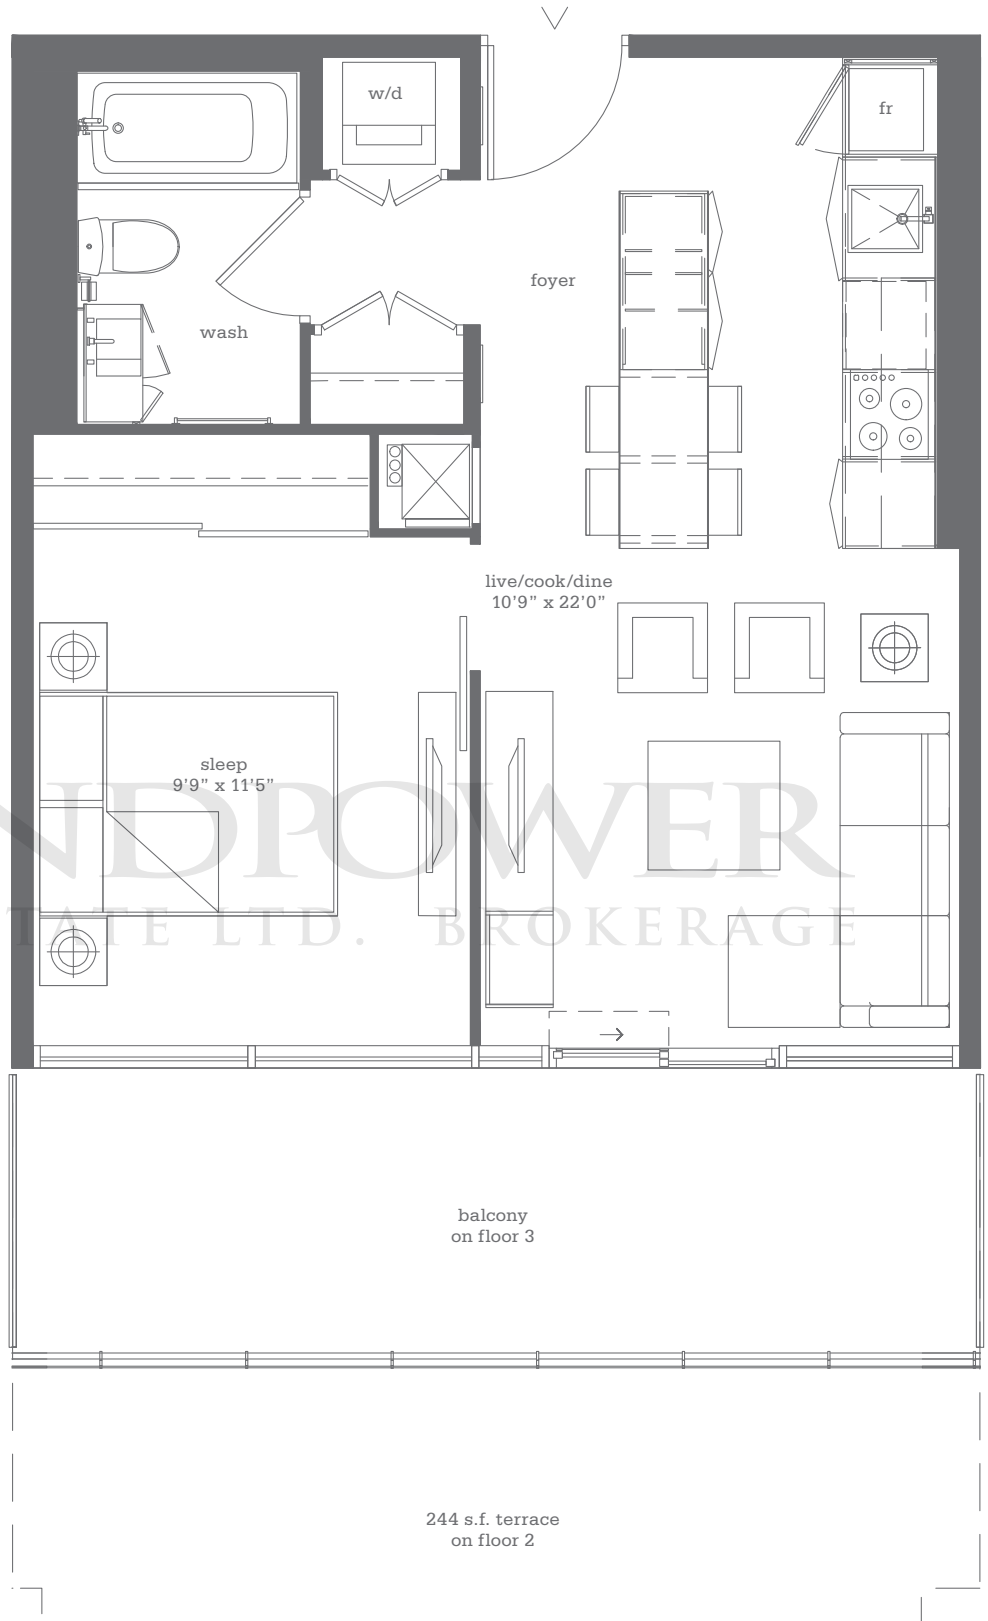 w/d
fr
foyer
wash
live/cook/dine
10'9" x 22'0"
sleep
9'9" x 11'5"
NDPOWER
TATE LTD. BROKERAGE
balcony
on floor 3
244 s.f. terrace
on floor 2